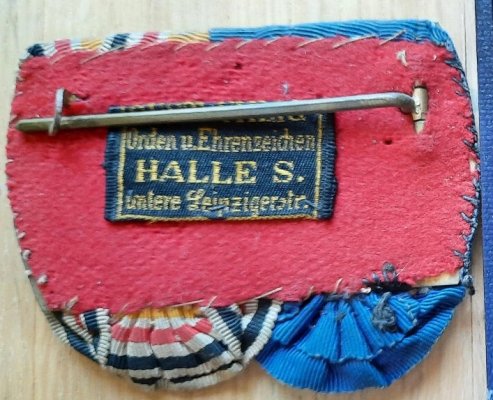 Orden u. Ehrenzeichen
HALLE S.
untere Leipzigerstr.